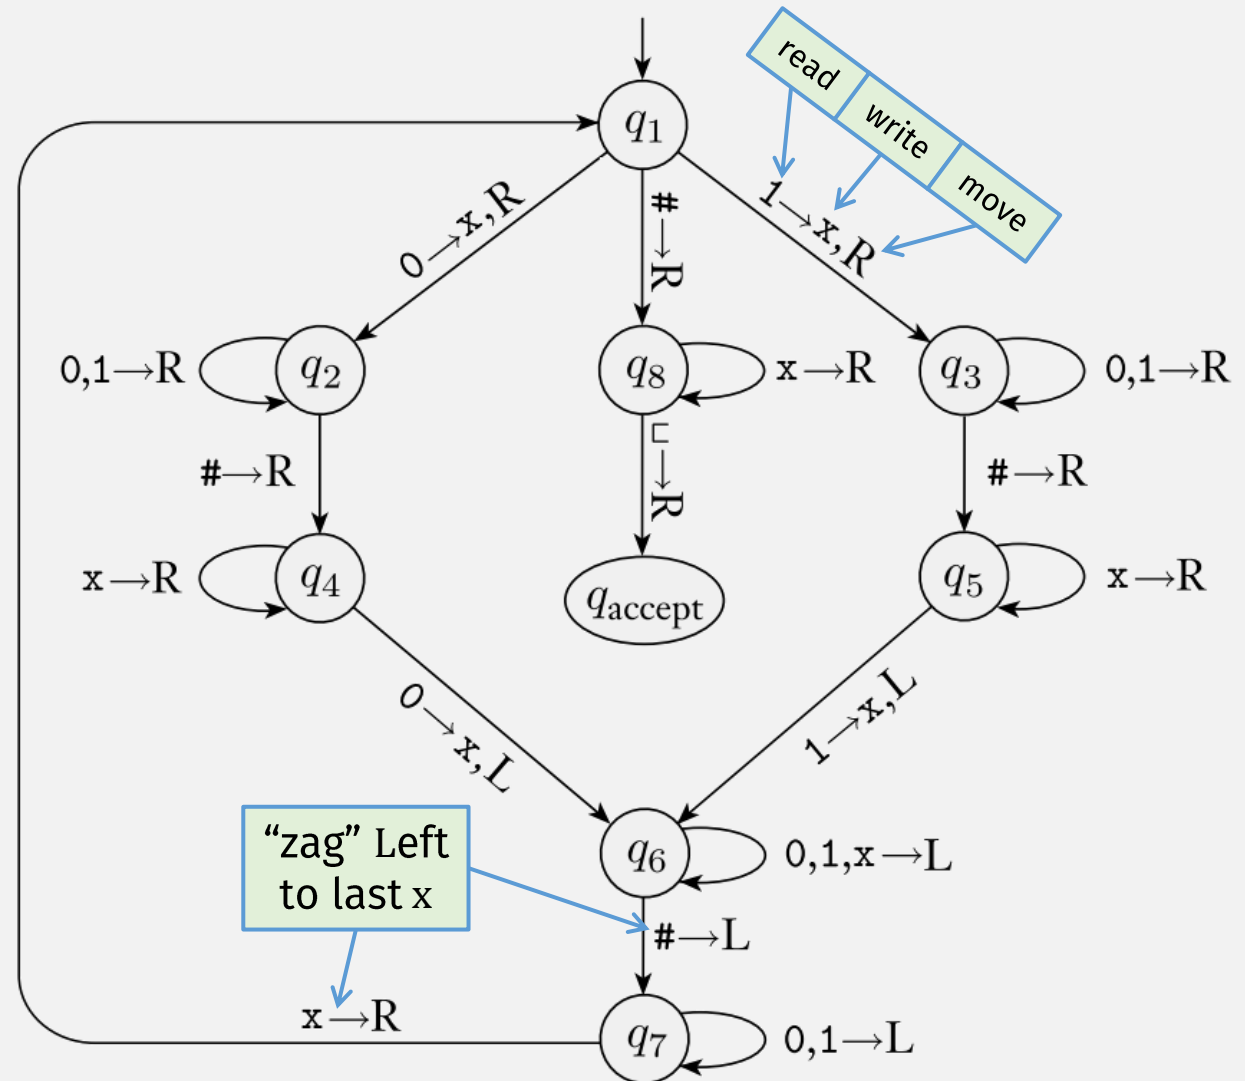 read
write
move
q1
0→x,R
#→R
1→x,R
0,1→R
q2
q8
x→R
q3
0,1→R
#→R
⊔→R
#→R
x→R
q4
qaccept
q5
x→R
0→x,L
1→x,L
“zag” Left
to last x
q6
0,1,x→L
#→L
x→R
q7
0,1→L